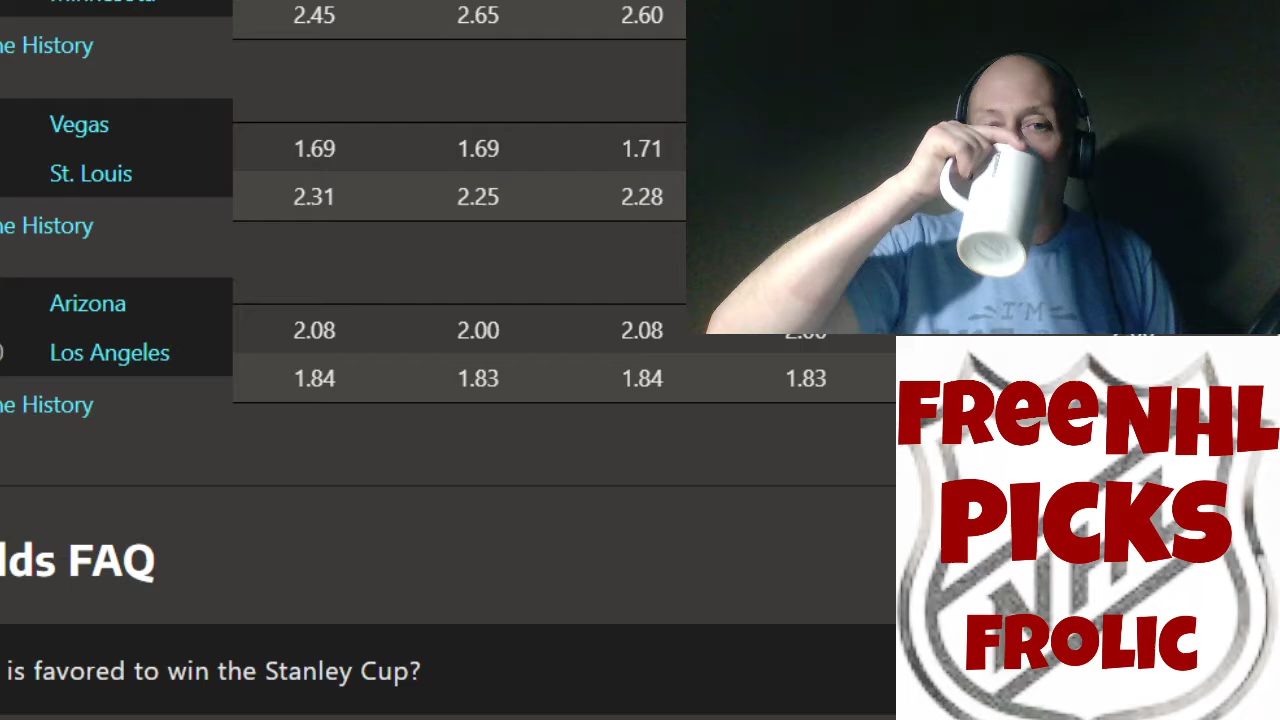 2.45 2.65 2.60
ne History
Vegas 1.69 1.69 1.71
St. Louis 2.31 2.25 2.28
ne History
Arizona 2.08 2.00 2.08
Los Angeles 1.84 1.83 1.84 1.83
ne History
lds FAQ
is favored to win the Stanley Cup?
I'M
FReeNHL
PICKS
FROLIC
NHL